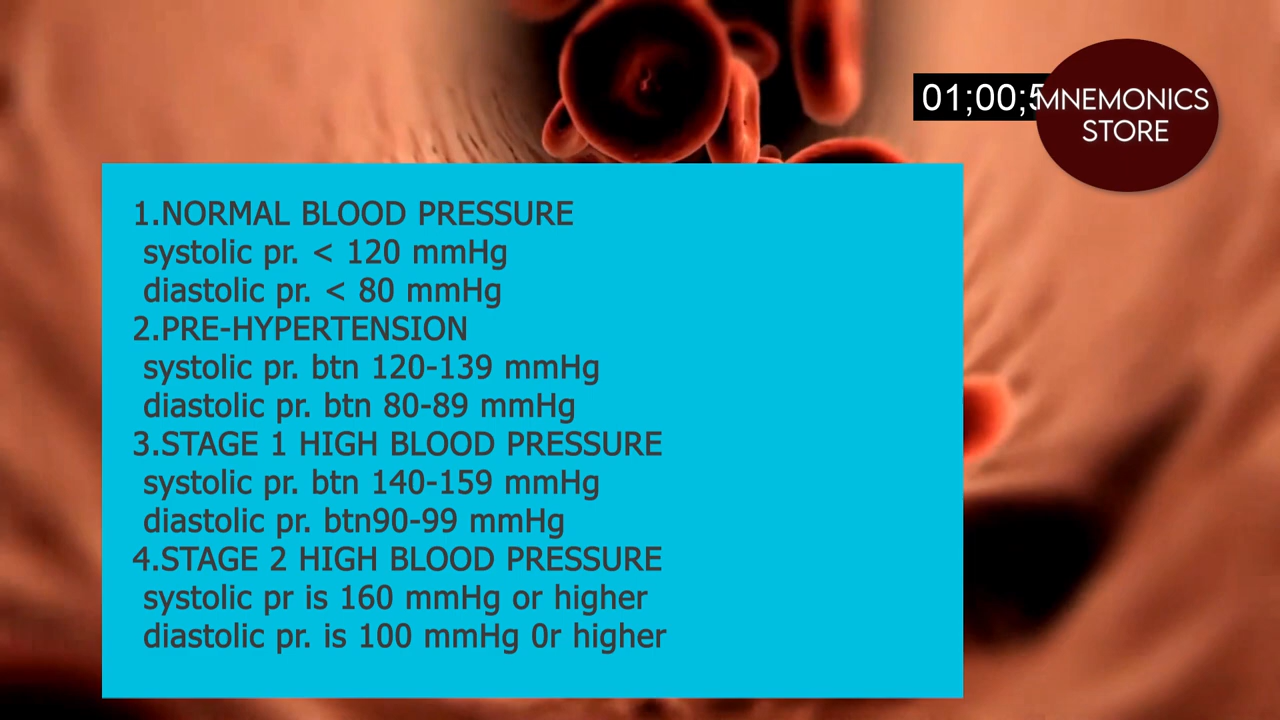 01;00;5
MNEMONICS
STORE
1.NORMAL BLOOD PRESSURE
systolic pr. < 120 mmHg
diastolic pr. < 80 mmHg
2.PRE-HYPERTENSION
systolic pr. btn 120-139 mmHg
diastolic pr. btn 80-89 mmHg
3.STAGE 1 HIGH BLOOD PRESSURE
systolic pr. btn 140-159 mmHg
diastolic pr. btn90-99 mmHg
4.STAGE 2 HIGH BLOOD PRESSURE
systolic pr is 160 mmHg or higher
diastolic pr. is 100 mmHg 0r higher